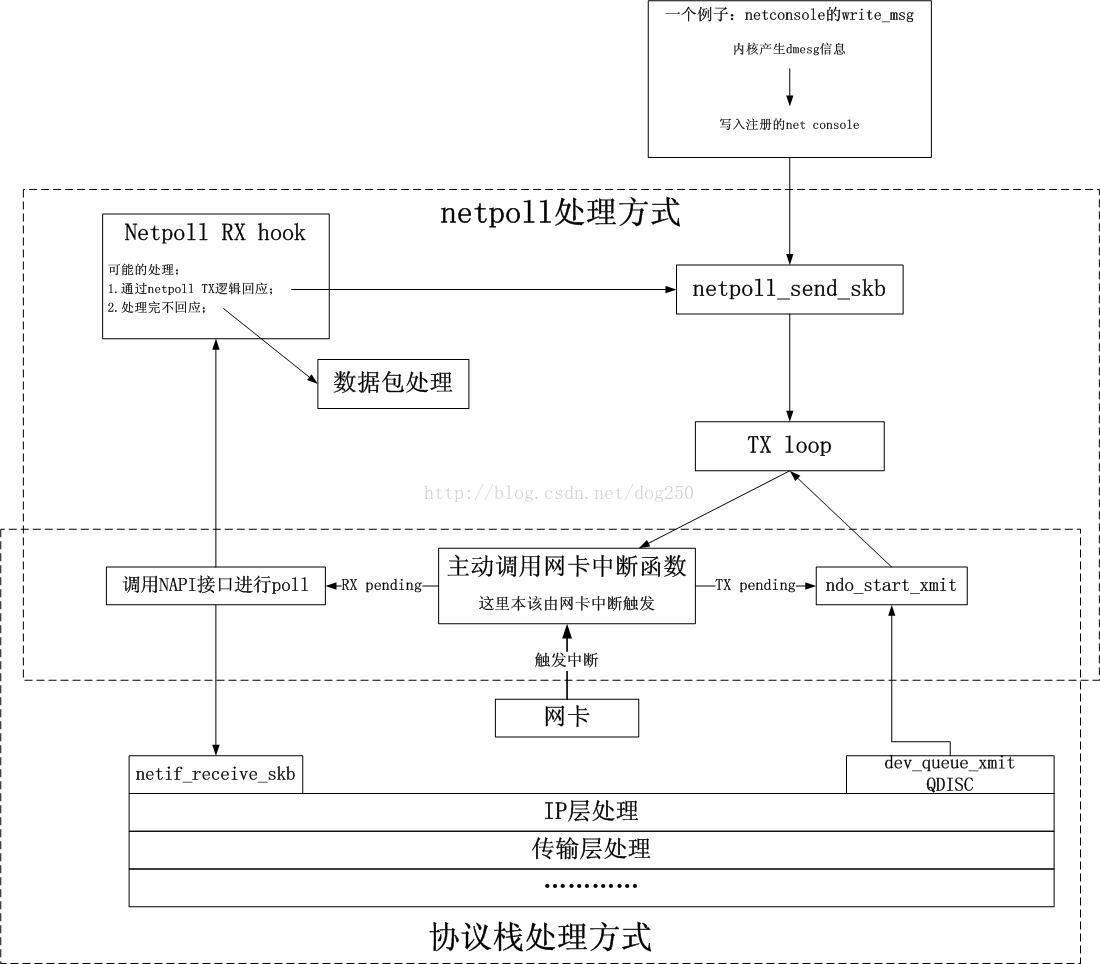 一个例子：netconsole的write_msg
内核产生dmesg信息
写入注册的net console
netpoll处理方式
Netpoll RX hook
可能的处理：
1.通过netpoll TX逻辑回应；
2.处理完不回应；
netpoll_send_skb
数据包处理
TX loop
http://blog.csdn.net/dog250
主动调用网卡中断函数
这里本该由网卡中断触发
调用NAPI接口进行poll
RX pending
TX pending
ndo_start_xmit
触发中断
网卡
netif_receive_skb
dev_queue_xmit
QDISC
IP层处理
传输层处理
…………
协议栈处理方式